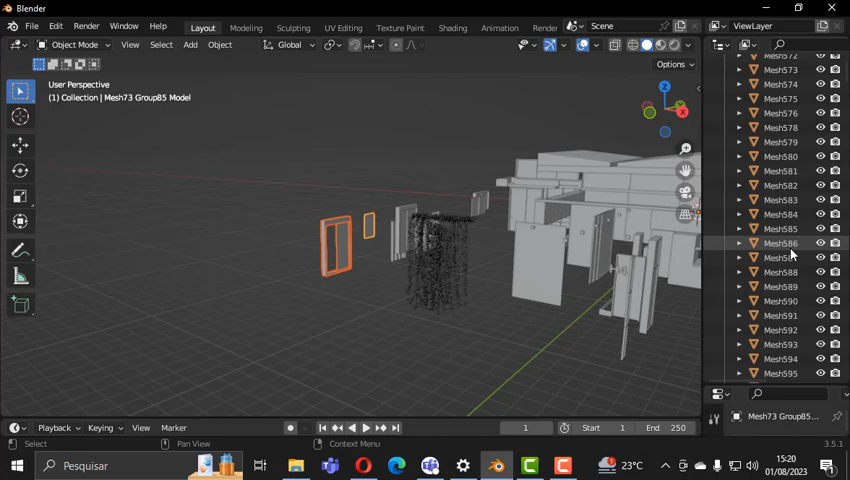 Blender
File Edit Render Window Help Layout Modeling Sculpting UV Editing Texture Paint Shading Animation Render Scene ViewLayer
Object Mode View Select Add Object Global
Options
User Perspective
(1) Collection | Mesh73 Group85 Model
Z
X
Mesh572
Mesh573
Mesh574
Mesh575
Mesh576
Mesh578
Mesh579
Mesh580
Mesh581
Mesh582
Mesh583
Mesh584
Mesh585
Mesh586
Mesh588
Mesh589
Mesh590
Mesh591
Mesh592
Mesh593
Mesh594
Mesh595
Mesh73 Group85...
Playback Keying View Marker 1 Start 1 End 250
Select Pan View Context Menu 3.5.1
Pesquisar 23°C 15:20
01/08/2023